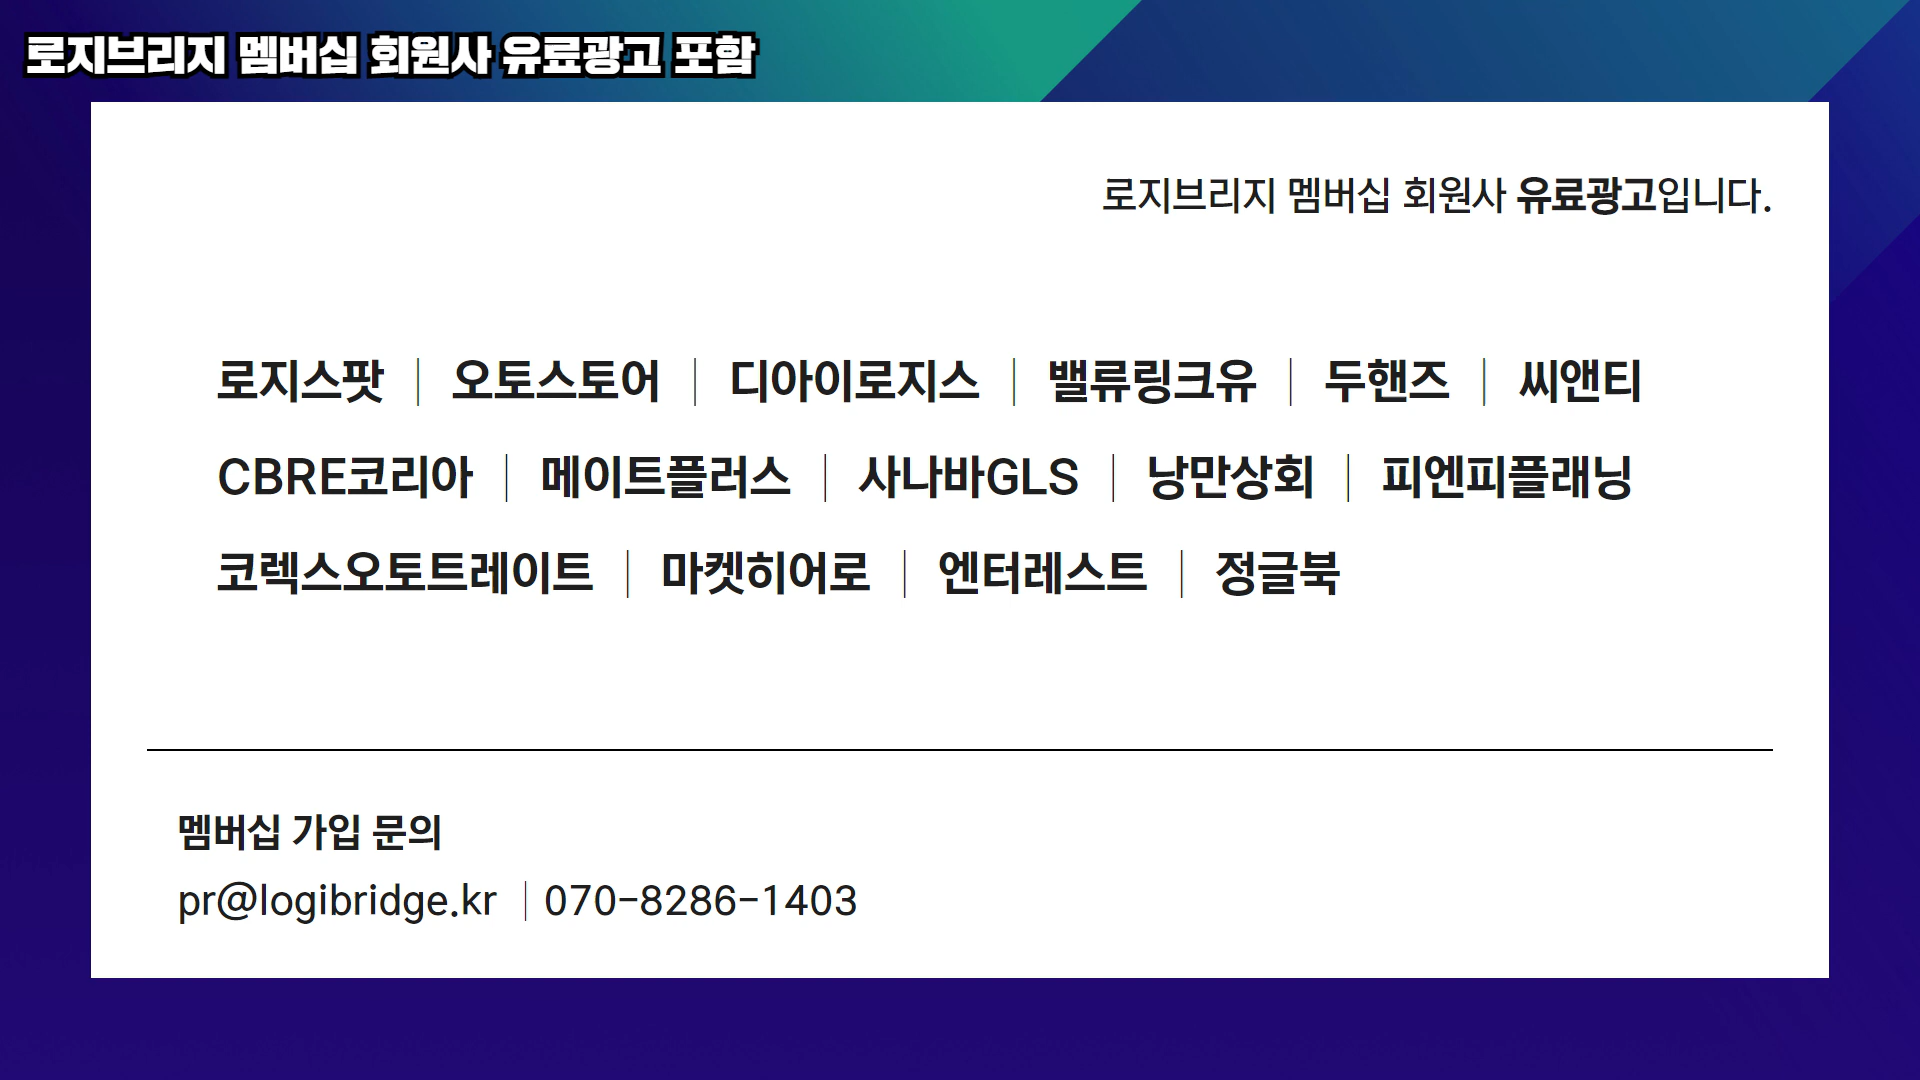 로지브리지 멤버십 회원사 유료광고 포함
로지브리지 멤버십 회원사 유료광고입니다.
로지스팟 | 오토스토어 | 디아이로지스 | 밸류링크유 | 두핸즈 | 씨앤티
CBRE코리아 | 메이트플러스 | 사나바GLS | 낭만상회 | 피엔피플래닝
코렉스오토트레이트 | 마켓히어로 | 엔터레스트 | 정글북
멤버십 가입 문의
pr@logibridge.kr | 070-8286-1403